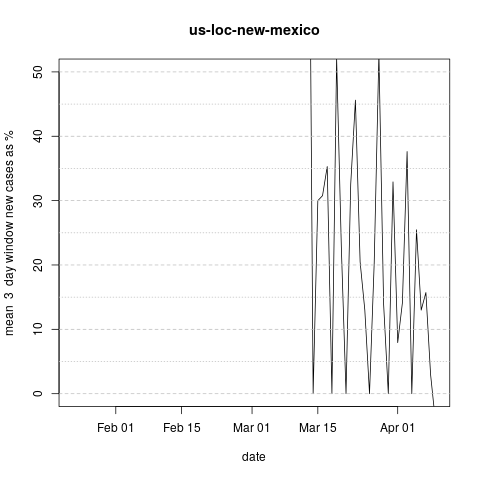 us-loc-new-mexico
mean 3 day window new cases as %
50
40
30
20
10
0
Feb 01 Feb 15 Mar 01 Mar 15 Apr 01
date